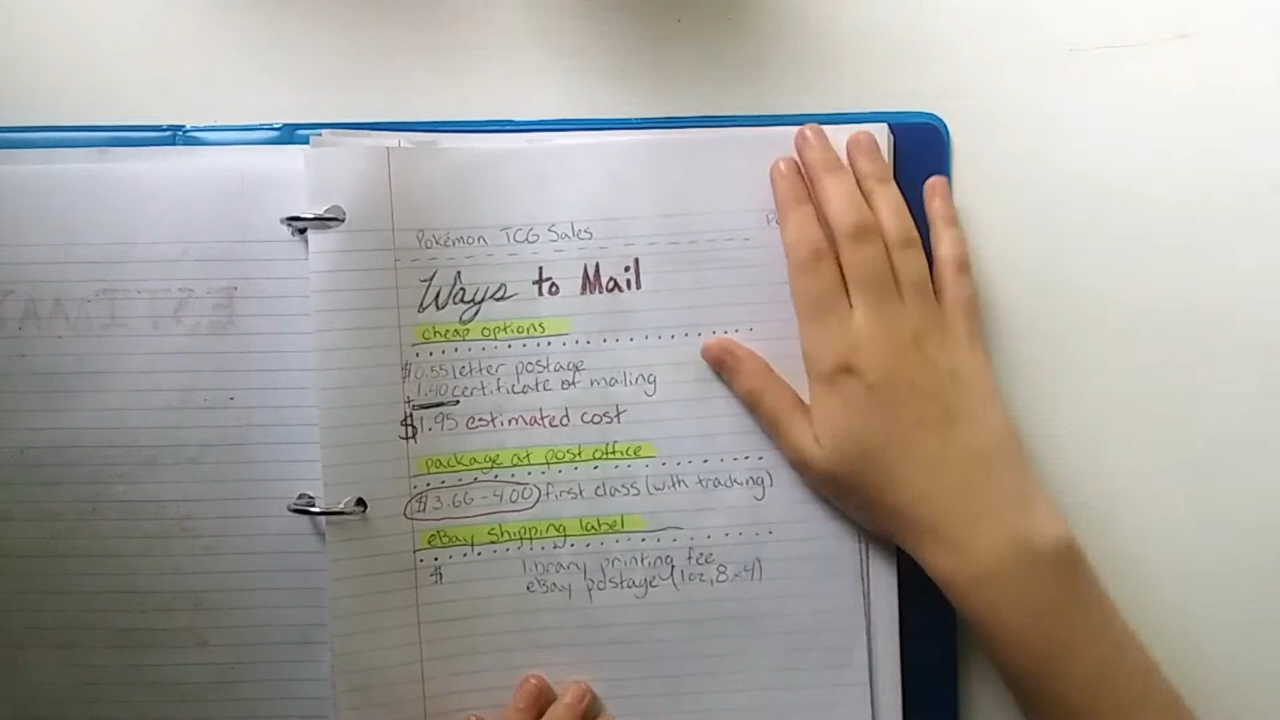 Pokémon TCG Sales
Ways to Mail
cheap options
$0.55 letter postage
+ 1.40 certificate of mailing
$1.95 estimated cost
package at post office
$3.66-4.00 first class (with tracking)
eBay shipping label
$ library printing fee
eBay postage (1oz, 8x4)